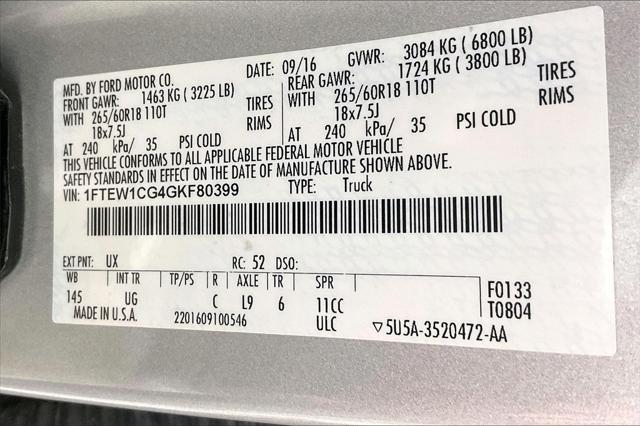 MFD. BY FORD MOTOR CO. DATE: 09/16 GVWR: 3084 KG ( 6800 LB)
FRONT GAWR: 1463 KG ( 3225 LB) REAR GAWR: 1724 KG ( 3800 LB)
WITH 265/60R18 110T TIRES WITH 265/60R18 110T TIRES
18x7.5J RIMS 18x7.5J RIMS
AT 240 kPa/ 35 PSI COLD AT 240 kPa/ 35 PSI COLD
THIS VEHICLE CONFORMS TO ALL APPLICABLE FEDERAL MOTOR VEHICLE
SAFETY STANDARDS IN EFFECT ON THE DATE OF MANUFACTURE SHOWN ABOVE.
VIN: 1FTEW1CG4GKF80399 TYPE: Truck
EXT PNT: UX RC: 52 DSO:
WB INT TR TP/PS R AXLE TR SPR
145 UG C L9 6 11CC F0133
MADE IN U.S.A. 2201609100546 ULC T0804
▽5U5A-3520472-AA